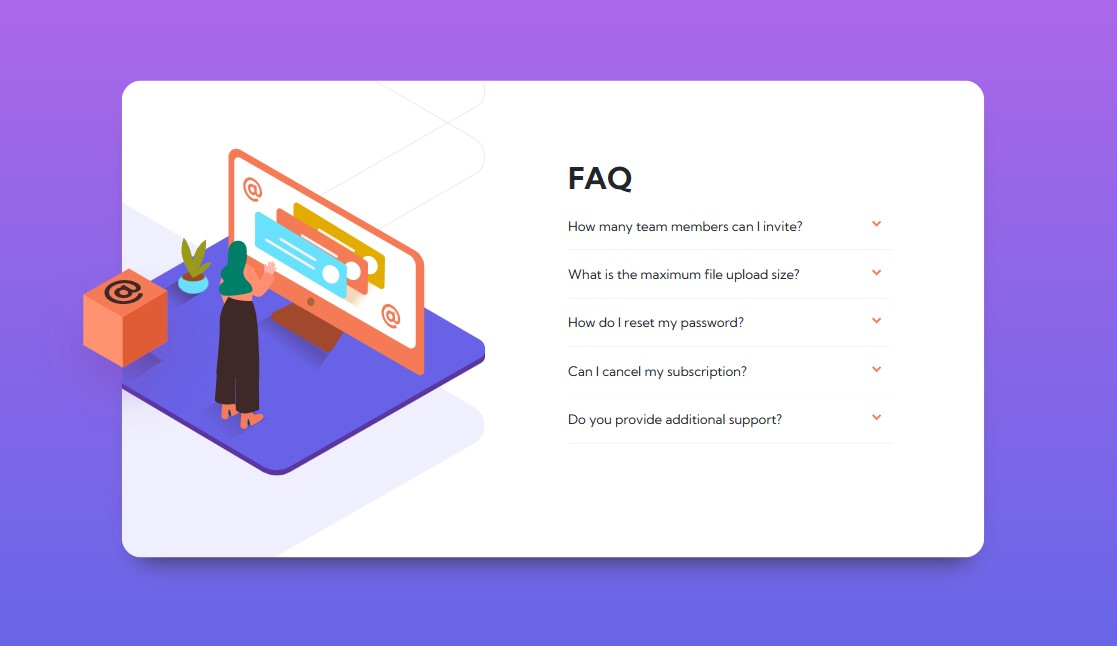 @
@
@
FAQ
How many team members can I invite?
What is the maximum file upload size?
How do I reset my password?
Can I cancel my subscription?
Do you provide additional support?